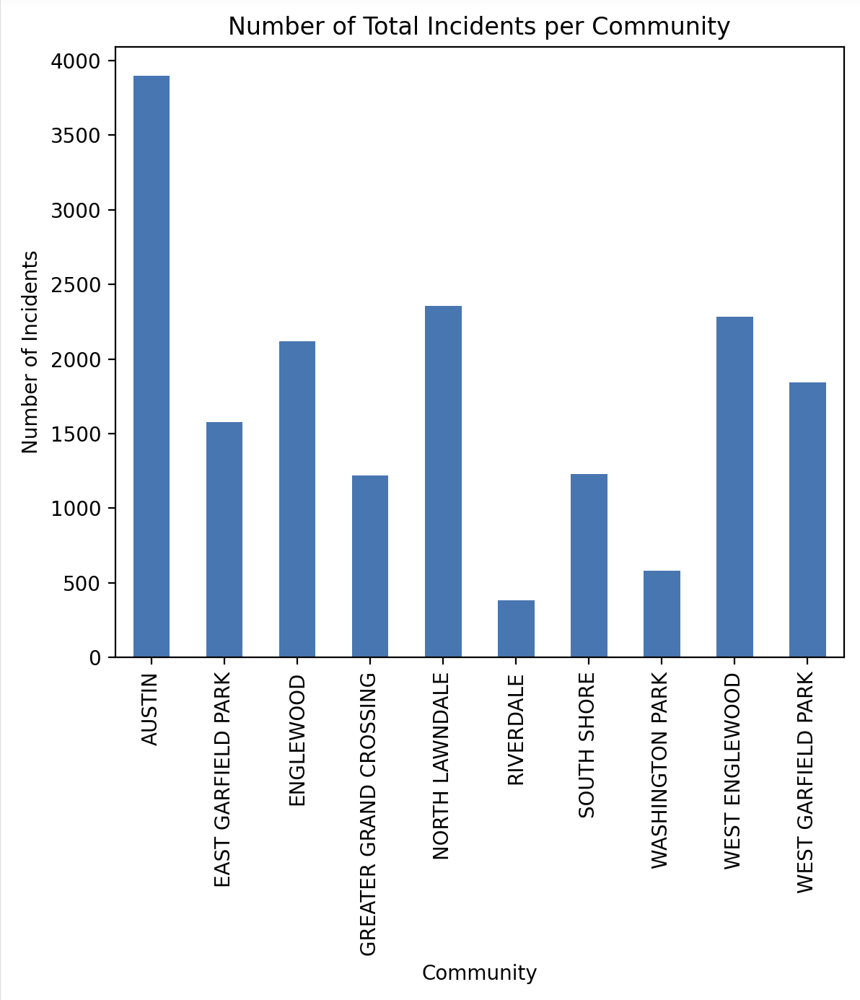 Number of Total Incidents per Community
4000
3500
3000
2500
2000
1500
1000
500
0
Number of Incidents
AUSTIN
EAST GARFIELD PARK
ENGLEWOOD
GREATER GRAND CROSSING
NORTH LAWNDALE
RIVERDALE
SOUTH SHORE
WASHINGTON PARK
WEST ENGLEWOOD
WEST GARFIELD PARK
Community